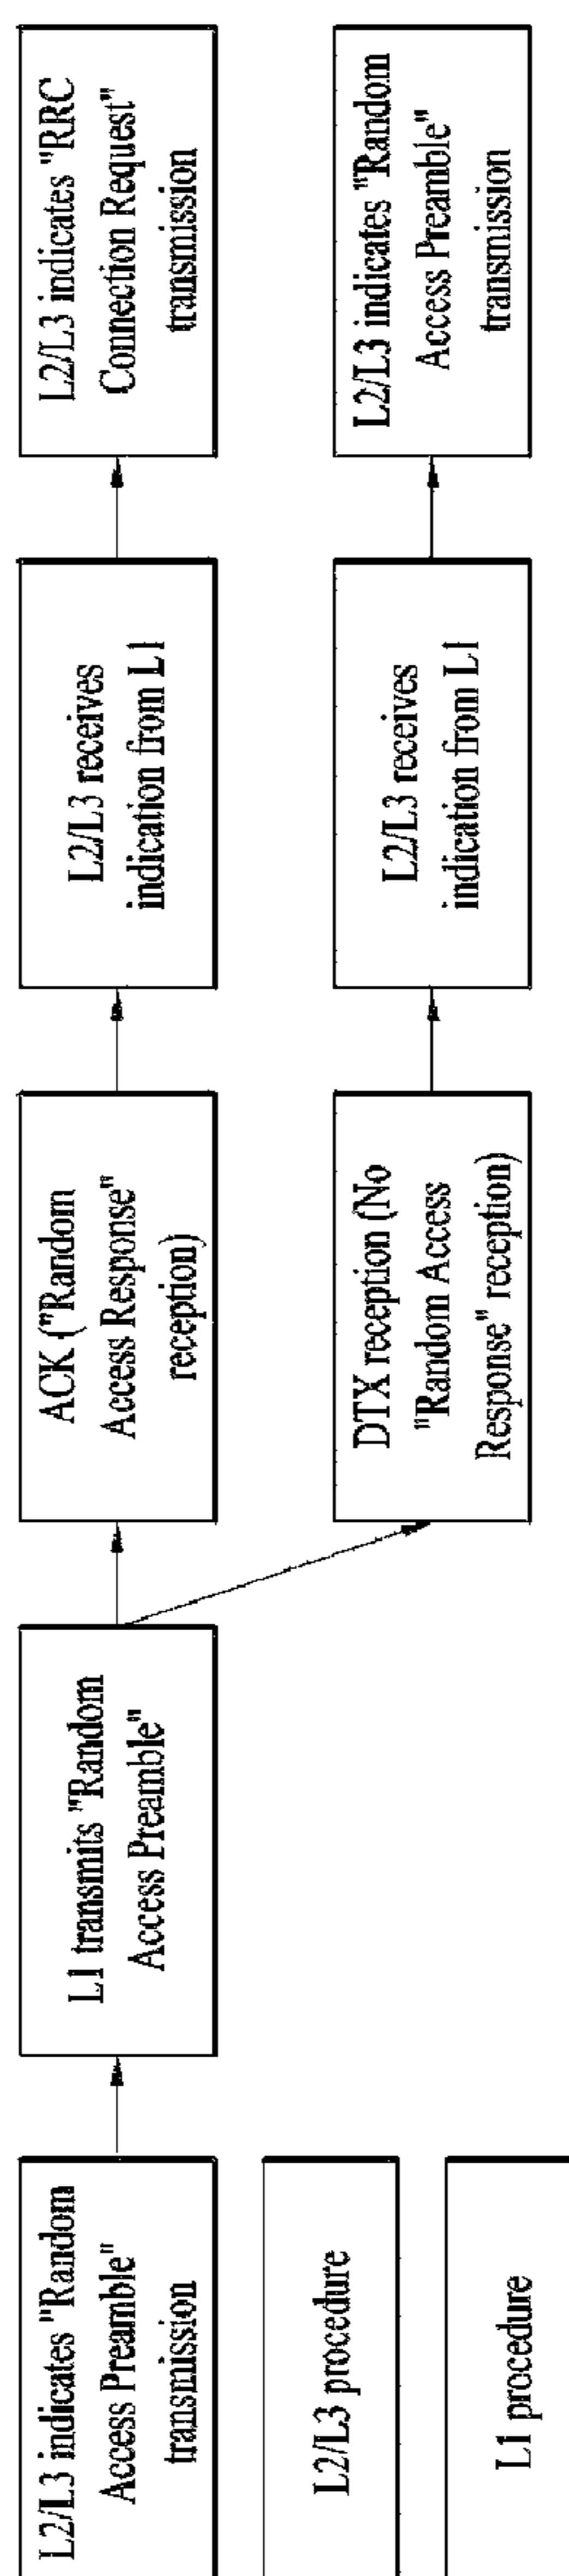 L2/L3 indicates "Random
Access Preamble"
transmission
L1 transmits "Random
Access Preamble"
ACK ("Random
Access Response"
reception)
L2/L3 receives
indication from L1
L2/L3 indicates "RRC
Connection Request"
transmission
DTX reception (No
"Random Access
Response" reception)
L2/L3 receives
indication from L1
L2/L3 indicates "Random
Access Preamble"
transmission
L2/L3 procedure
L1 procedure